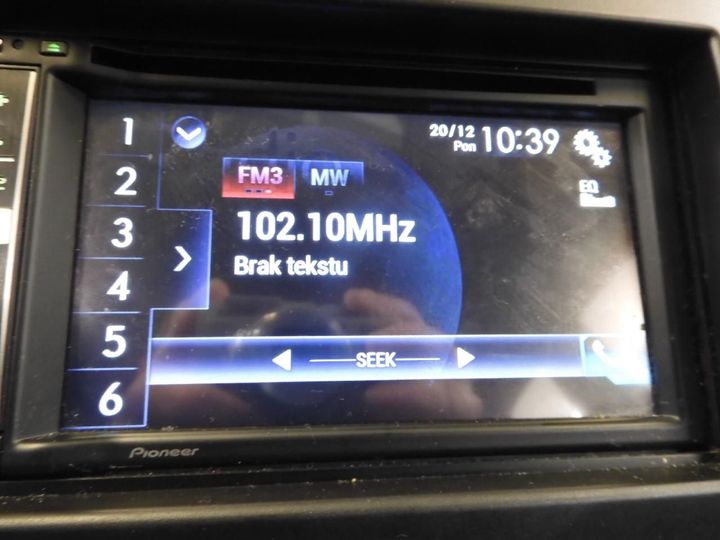 1
2
3
4
5
6
20/12
Pon
10:39
FM3 MW
EQ
102.10MHz
Brak tekstu
SEEK
Pioneer